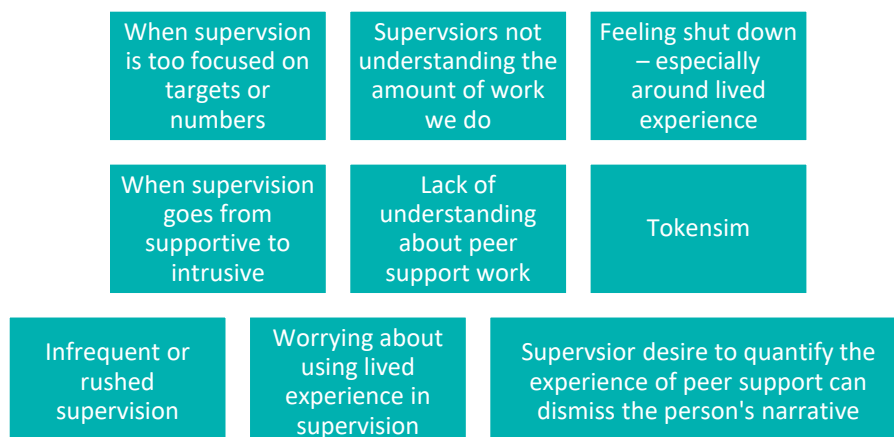 When supervsion
is too focused on
targets or
numbers
Supervsiors not
understanding the
amount of work
we do
Feeling shut down
– especially
around lived
experience
When supervision
goes from
supportive to
intrusive
Lack of
understanding
about peer
support work
Tokensim
Infrequent or
rushed
supervision
Worrying about
using lived
experience in
supervision
Supervsior desire to quantify the
experience of peer support can
dismiss the person's narrative